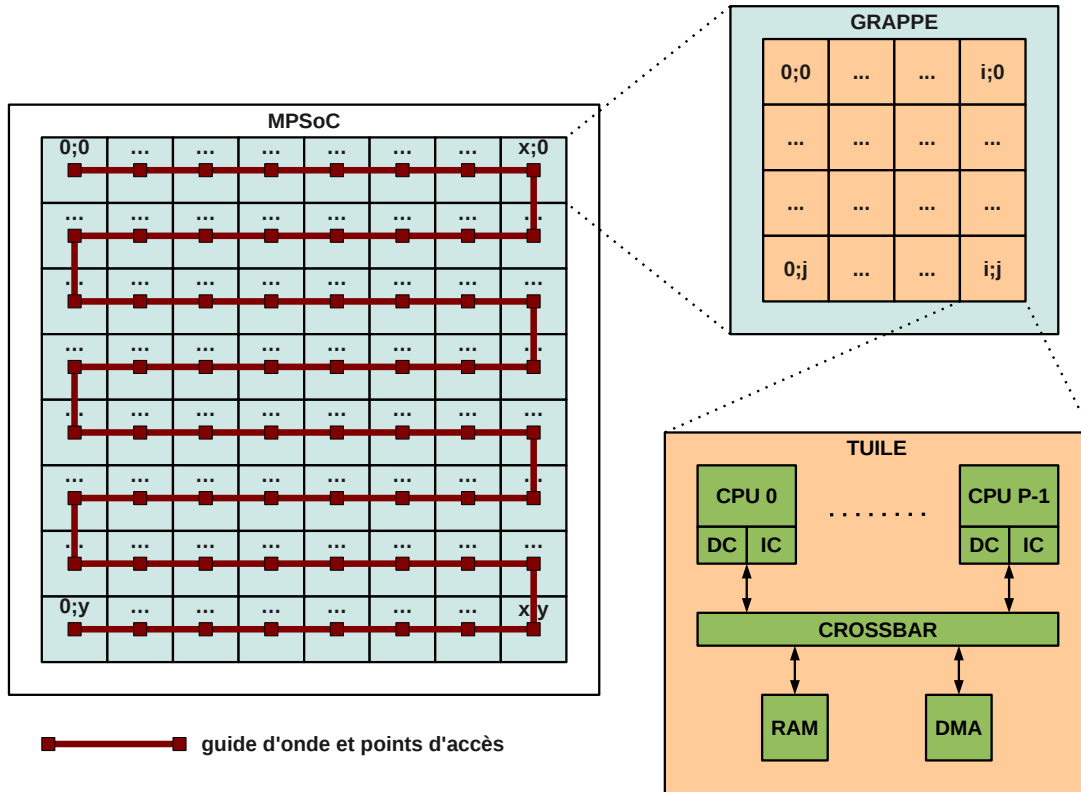 MPSoC
0;0 ... ... ... ... ... ... x;0
... ... ... ... ... ... ... ...
... ... ... ... ... ... ... ...
... ... ... ... ... ... ... ...
... ... ... ... ... ... ... ...
... ... ... ... ... ... ... ...
... ... ... ... ... ... ... ...
0;y ... ... ... ... ... ... x;y
guide d'onde et points d'accès
GRAPPE
0;0 ... ... i;0
... ... ... ...
... ... ... ...
0;j ... ... i;j
TUILE
CPU 0 . . . . . . . . CPU P-1
DC IC DC IC
CROSSBAR
RAM DMA